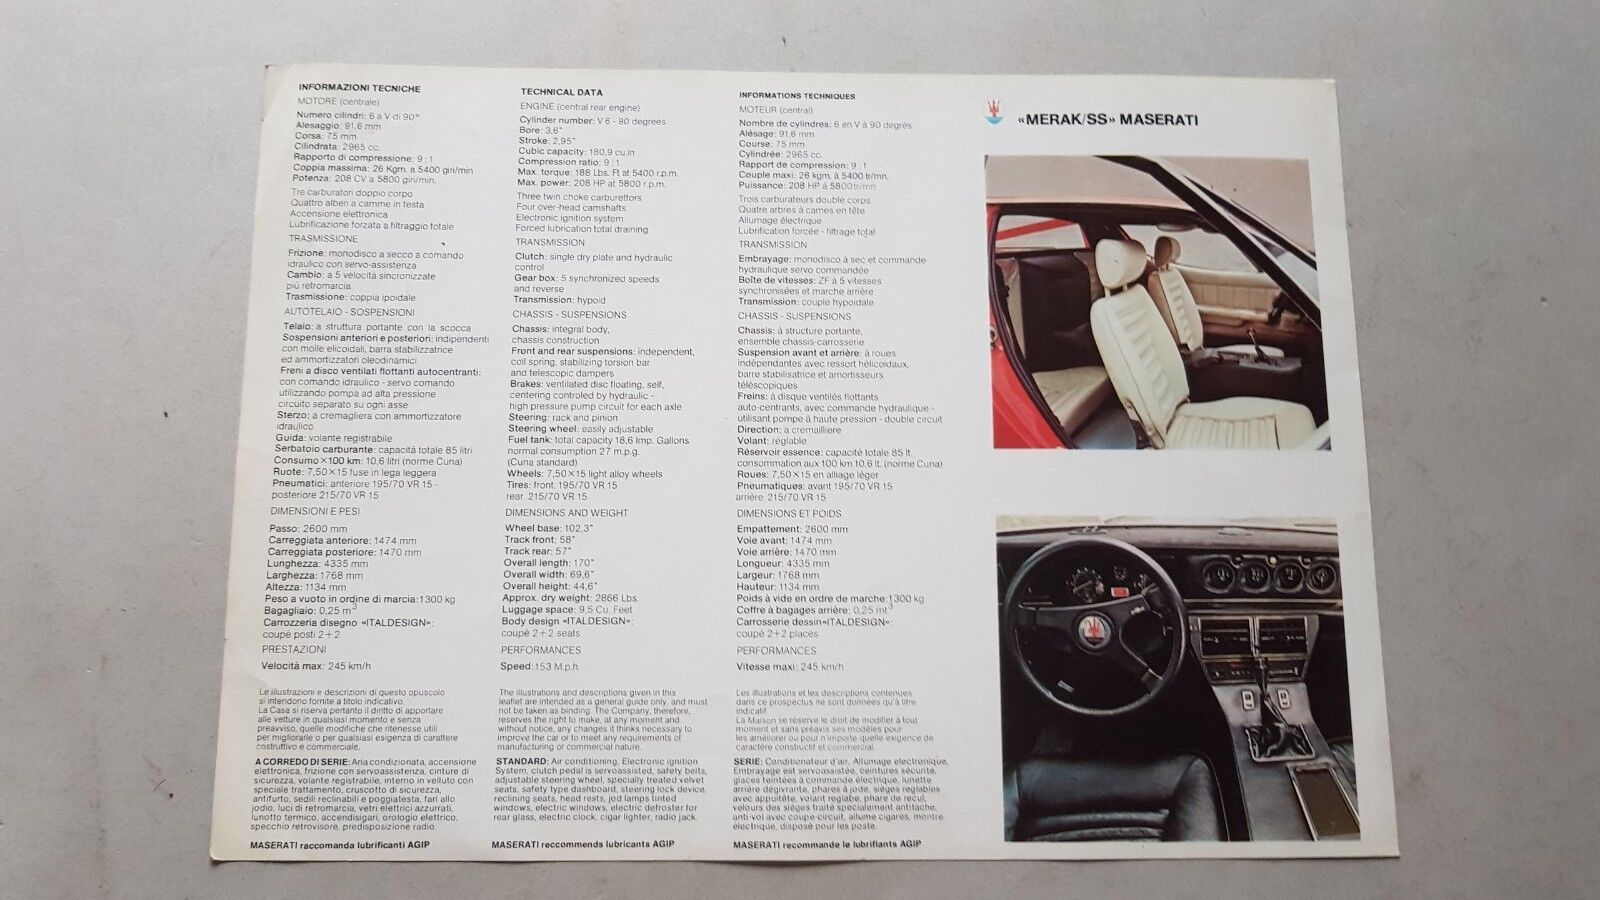 INFORMAZIONI TECNICHE
MOTORE (centrale)
Numero cilindri: 6 a V di 90°
Alesaggio: 91,6 mm
Corsa: 75 mm
Cilindrata: 2965 cc.
Rapporto di compressione: 9 : 1
Coppia massima: 26 Kgm. a 5400 giri/min
Potenza: 208 CV a 5800 giri/min.
Tre carburatori doppio corpo
Quattro alberi a camme in testa
Accensione elettronica
Lubrificazione forzata a filtraggio totale
TRASMISSIONE
Frizione: monodisco a secco a comando
idraulico con servo-assistenza
Cambio: a 5 velocità sincronizzate
più retromarcia
Trasmissione: coppia ipoidale
AUTOTELAIO - SOSPENSIONI
Telaio: a struttura portante con la scocca
Sospensioni anteriori e posteriori: indipendenti
con molle elicoidali, barra stabilizzatrice
ed ammortizzatori oleodinamici
Freni a disco ventilati flottanti autocentranti:
con comando idraulico - servo comando
utilizzando pompa ad alta pressione
circuito separato su ogni asse
Sterzo: a cremagliera con ammortizzatore
idraulico
Guida: volante registrabile
Serbatoio carburante: capacità totale 85 litri
Consumo × 100 km: 10,6 litri (norme Cuna)
Ruote: 7,50 × 15 fuse in lega leggera
Pneumatici: anteriore 195/70 VR 15 -
posteriore 215/70 VR 15
DIMENSIONI E PESI
Passo: 2600 mm
Carreggiata anteriore: 1474 mm
Carreggiata posteriore: 1470 mm
Lunghezza: 4335 mm
Larghezza: 1768 mm
Altezza: 1134 mm
Peso a vuoto in ordine di marcia: 1300 kg
Bagagliaio: 0,25 m³
Carrozzeria disegno «ITALDESIGN»:
coupé posti 2 + 2
PRESTAZIONI
Velocità max: 245 km/h
Le illustrazioni e descrizioni di questo opuscolo
si intendono fornite a titolo indicativo.
La Casa si riserva pertanto il diritto di apportare
alle vetture in qualsiasi momento e senza
preavviso, quelle modifiche che ritenesse utili
per migliorarle o per qualsiasi esigenza di carattere
costruttivo e commerciale.
A CORREDO DI SERIE: Aria condizionata, accensione
elettronica, frizione con servoassistenza, cinture di
sicurezza, volante registrabile, interno in velluto con
speciale trattamento, cruscotto di sicurezza,
antifurto, sedili reclinabili e poggiatesta, fari allo
jodio, luci di retromarcia, vetri elettrici azzurrati,
lunotto termico, accendisigari, orologio elettrico,
specchio retrovisore, predisposizione radio.
MASERATI raccomanda lubrificanti AGIP
TECHNICAL DATA
ENGINE (central rear engine)
Cylinder number: V 6 - 90 degrees
Bore: 3,6"
Stroke: 2,95"
Cubic capacity: 180,9 cu.in
Compression ratio: 9 : 1
Max. torque: 188 Lbs. Ft at 5400 r.p.m.
Max. power: 208 HP at 5800 r.p.m.
Three twin choke carburettors
Four over-head camshafts
Electronic ignition system
Forced lubrication total draining
TRANSMISSION
Clutch: single dry plate and hydraulic
control
Gear box: 5 synchronized speeds
and reverse
Transmission: hypoid
CHASSIS - SUSPENSIONS
Chassis: integral body,
chassis construction
Front and rear suspensions: independent,
coil spring, stabilizing torsion bar
and telescopic dampers
Brakes: ventilated disc floating, self,
centering controled by hydraulic -
high pressure pump circuit for each axle
Steering: rack and pinion
Steering wheel: easily adjustable
Fuel tank: total capacity 18,6 Imp. Gallons
normal consumption 27 m.p.g.
(Cuna standard)
Wheels: 7,50 × 15 light alloy wheels
Tires: front. 195/70 VR 15
rear. 215/70 VR 15
DIMENSIONS AND WEIGHT
Wheel base: 102,3"
Track front: 58"
Track rear: 57"
Overall length: 170"
Overall width: 69,6"
Overall height: 44,6"
Approx. dry weight: 2866 Lbs.
Luggage space: 9,5 Cu. Feet
Body design «ITALDESIGN»:
coupé 2 + 2 seats
PERFORMANCES
Speed: 153 M.p.h.
The illustrations and descriptions given in this
leaflet are intended as a general guide only, and must
not be taken as binding. The Company, therefore,
reserves the right to make, at any moment and
without notice, any changes it thinks necessary to
improve the car or to meet any requirements of
manufacturing or commercial nature.
STANDARD: Air conditioning, Electronic ignition
System, clutch pedal is servoassisted, safety belts,
adjustable steering wheel, specially treated velvet
seats, safety type dashboard, steering lock device,
reclining seats, head rests, jod lamps tinted
windows, electric windows, electric defroster for
rear glass, electric clock, cigar lighter, radio jack.
MASERATI reccommends lubricants AGIP
INFORMATIONS TECHNIQUES
MOTEUR (central)
Nombre de cylindres: 6 en V à 90 degrés
Alésage: 91,6 mm
Course: 75 mm
Cylindrée: 2965 cc.
Rapport de compression: 9 : 1
Couple maxi: 26 kgm. à 5400 tr/mn.
Puissance: 208 HP à 5800 tr/mn
Trois carburateurs double corps
Quatre arbres à cames en tête
Allumage électrique
Lubrification forcée - filtrage total
TRANSMISSION
Embrayage: monodisco à sec et commande
hydraulique servo commandée
Boîte de vitesses: ZF à 5 vitesses
synchronisées et marche arrière
Transmission: couple hypoidale
CHASSIS - SUSPENSIONS
Chassis: à structure portante,
ensemble chassis-carrosserie
Suspension avant et arrière: à roues
indépendantes avec ressort hélicoidaux,
barre stabilisatrice et amortisseurs
téléscopiques
Freins: à disque ventilés flottants
auto-centrants, avec commande hydraulique -
utilisant pompe à haute pression - double circuit
Direction: a cremailliere
Volant: réglable
Réservoir essence: capacité totale 85 lt.
consommation aux 100 km 10,6 lt. (norme Cuna)
Roues: 7,50 × 15 en alliage léger
Pneumatiques: avant 195/70 VR 15
arrière 215/70 VR 15
DIMENSIONS ET POIDS
Empattement: 2600 mm
Voie avant: 1474 mm
Voie arrière: 1470 mm
Longueur: 4335 mm
Largeur: 1768 mm
Hauteur: 1134 mm
Poids à vide en ordre de marche: 1300 kg
Coffre à bagages arrière: 0,25 mt³
Carrosserie dessin «ITALDESIGN»:
coupé 2 + 2 places
PERFORMANCES
Vitesse maxi: 245 km/h
Les illustrations et les descriptions contenues
dans ce prospectus ne sont données qu'a titre
indicatif.
La Maison se réserve le droit de modifier à tout
moment et sans préavis ses modèles pour
les améliorer ou pour n'importe quelle exigence de
caractère constructif et commercial.
SERIE: Conditionateur d'air, Allumage electronique,
Embrayage est servoassistée, ceintures sécurité,
glaces teintées à commande électrique, lunette
arrière dégivrante, phares à jode, sièges reglables
avec appuitête, volant reglabe, phare de recul,
velours des sièges traité specialement antitache,
anti-vol avec coupe-circuit, allume cigares, montre
électrique, disposé pour les poste.
MASERATI recommande le lubrifiants AGIP
«MERAK/SS» MASERATI